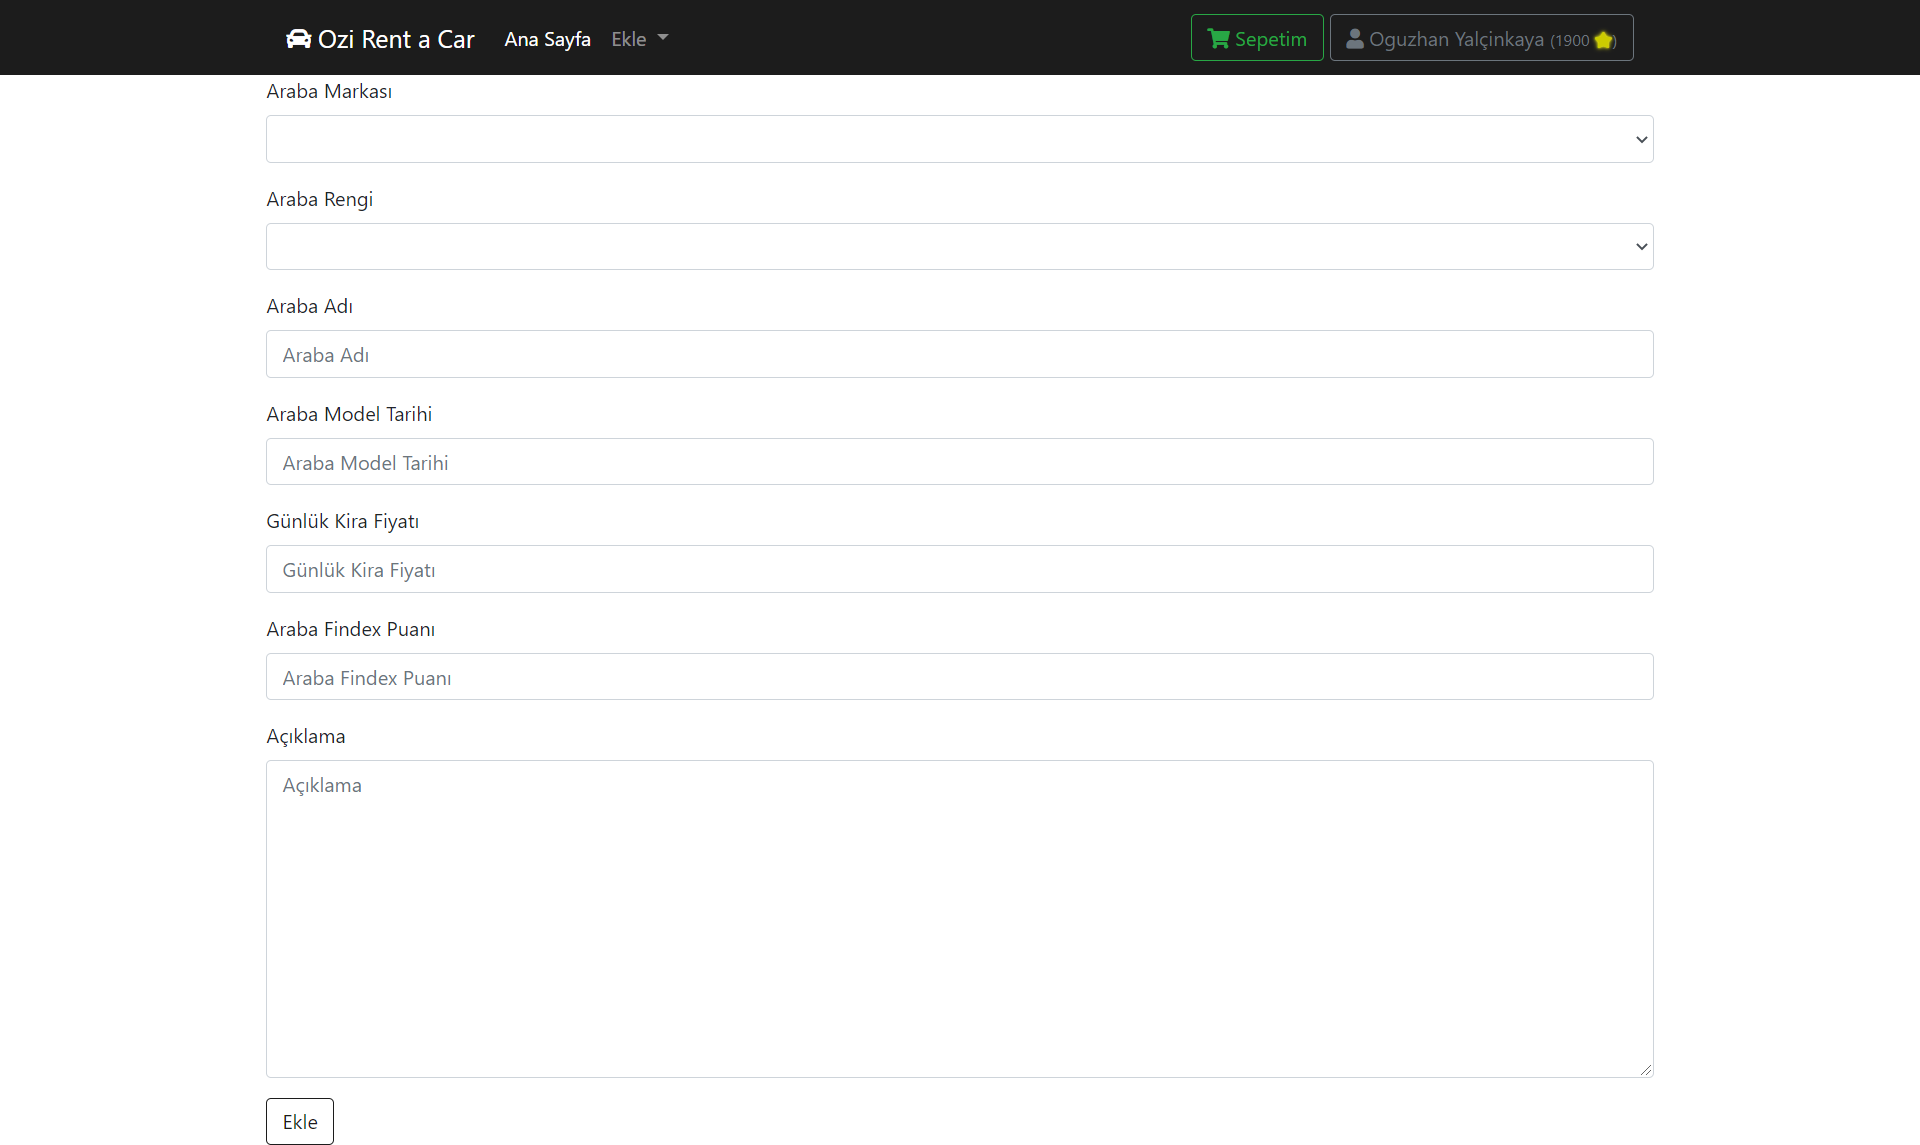 Ozi Rent a Car Ana Sayfa Ekle Sepetim Oguzhan Yalçinkaya (1900 )
Araba Markası
Araba Rengi
Araba Adı
Araba Adı
Araba Model Tarihi
Araba Model Tarihi
Günlük Kira Fiyatı
Günlük Kira Fiyatı
Araba Findex Puanı
Araba Findex Puanı
Açıklama
Açıklama
Ekle